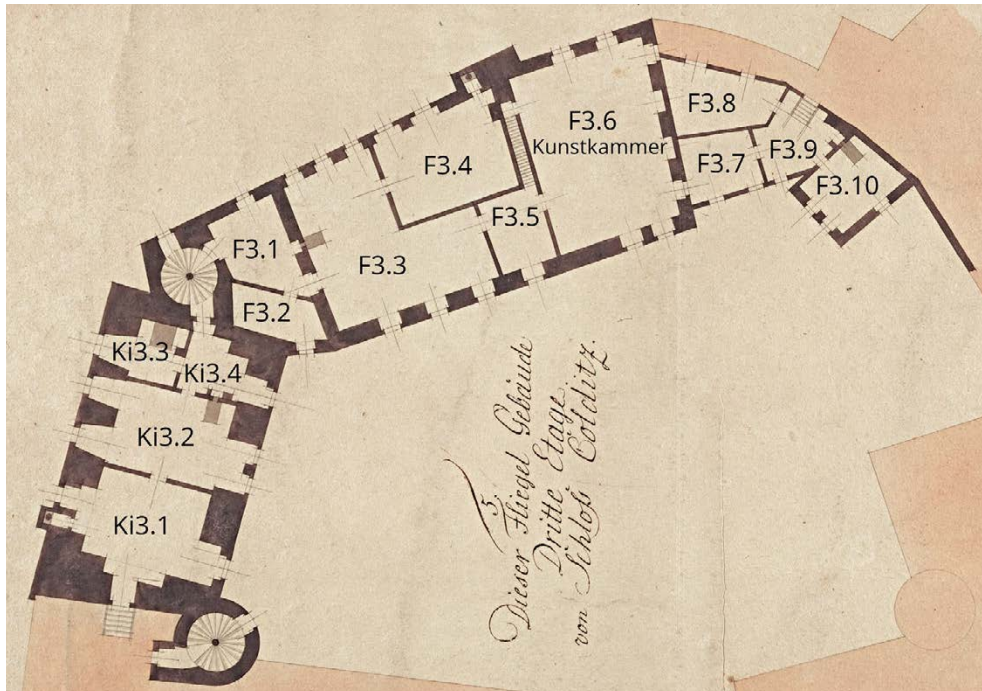 F3.8
F3.6
Kunstkammer
F3.7
F3.9
F3.10
F3.4
F3.5
F3.1
F3.3
F3.2
Ki3.3
Ki3.4
Ki3.2
Ki3.1
5.
Dieser Fliegel Gebäude
Dritte Etage
von Schloß Colditz.